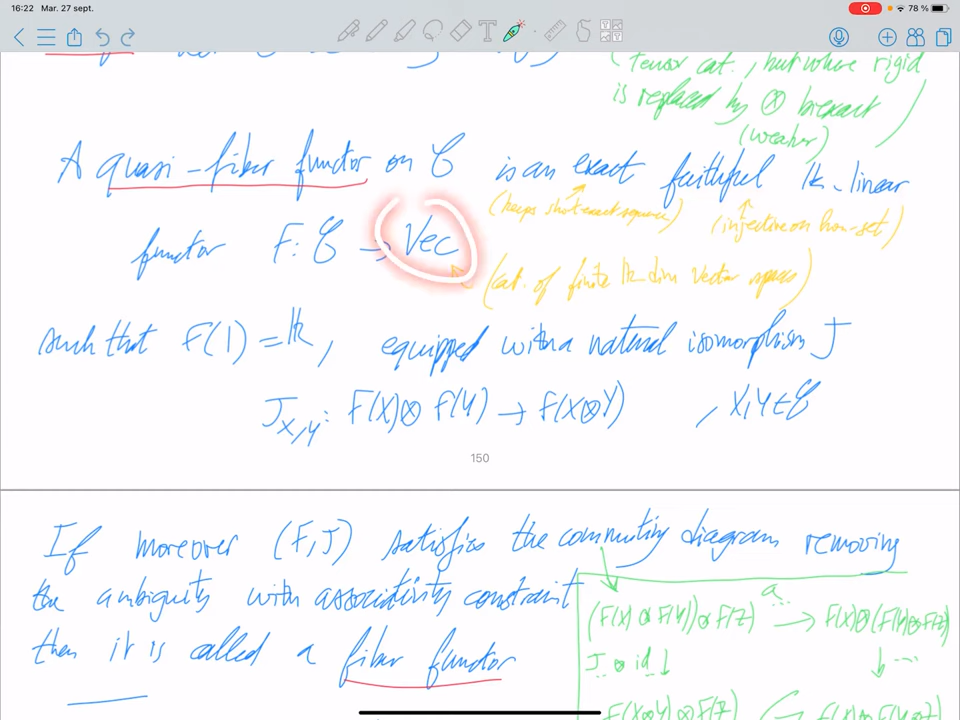 16:22 Mar. 27 sept.
78 %
T
(Tensor cat., but where rigid
is replaced by ⊗ biexact
(weaker)
A quasi-fiber functor on C is an exact faithful k-linear
(keeps short exact sequence) (injective on hom-set)
functor F: C → Vec
(cat. of finite k dim vector spaces)
such that F(1) = k, equipped with a natural isomorphism J
J_{X,Y}: F(X)⊗F(Y) → F(X⊗Y) , X,Y∈C
150
If moreover (F,J) satisfies the commuting diagram removing
the ambiguity with associativity constraint
a...
(F(X)⊗F(Y))⊗F(Z) → F(X)⊗(F(Y)⊗F(Z))
then it is called a fiber functor
J⊗id ↓ ↓ ...
F(X⊗Y)⊗F(Z) F(X)⊗F(Y⊗Z)